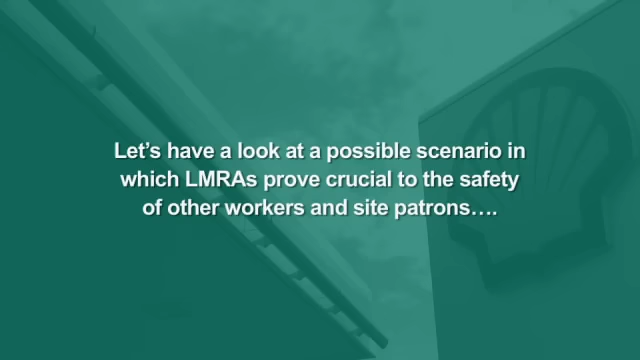 Let’s have a look at a possible scenario in
which LMRAs prove crucial to the safety
of other workers and site patrons….